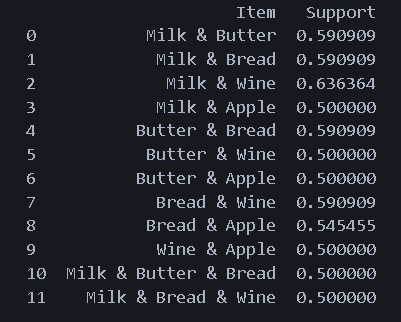 Item Support
0 Milk & Butter 0.590909
1 Milk & Bread 0.590909
2 Milk & Wine 0.636364
3 Milk & Apple 0.500000
4 Butter & Bread 0.590909
5 Butter & Wine 0.500000
6 Butter & Apple 0.500000
7 Bread & Wine 0.590909
8 Bread & Apple 0.545455
9 Wine & Apple 0.500000
10 Milk & Butter & Bread 0.500000
11 Milk & Bread & Wine 0.500000